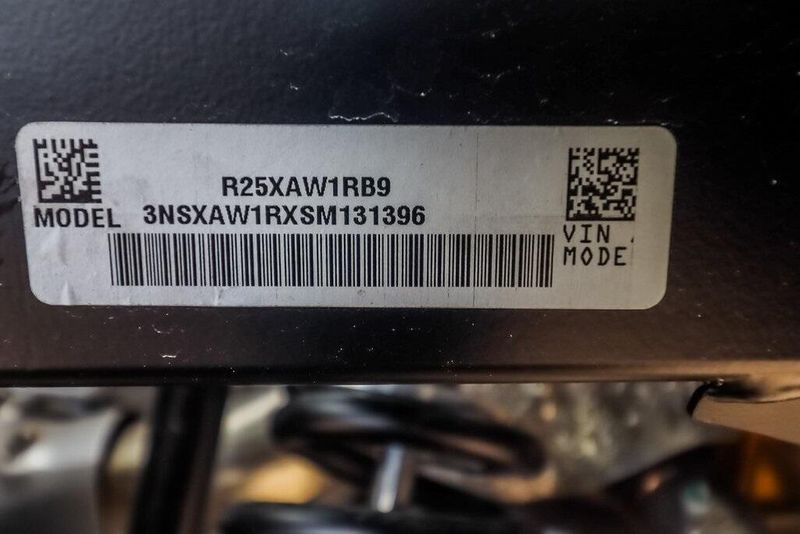 R25XAW1RB9
MODEL
3NSXAW1RXSM131396
VIN
MODE